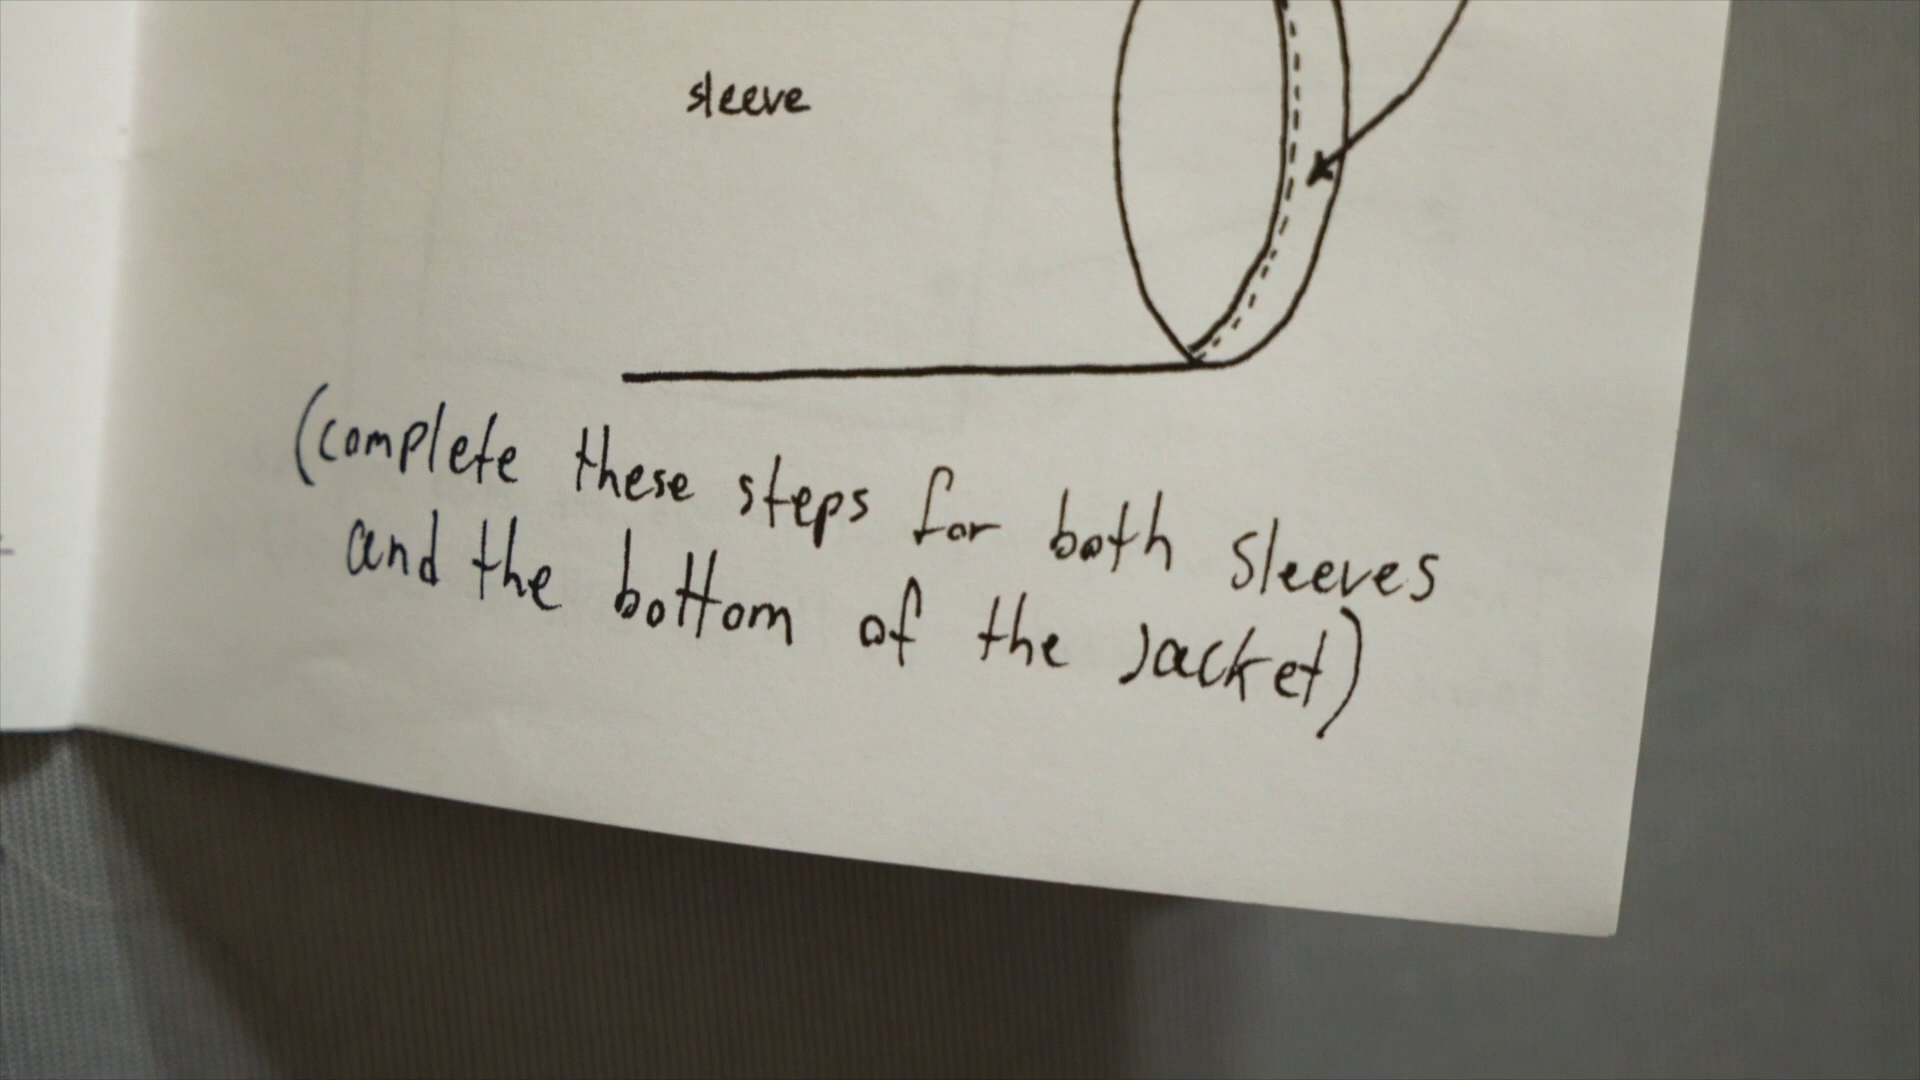 sleeve
(complete these steps for both sleeves
and the bottom of the jacket)